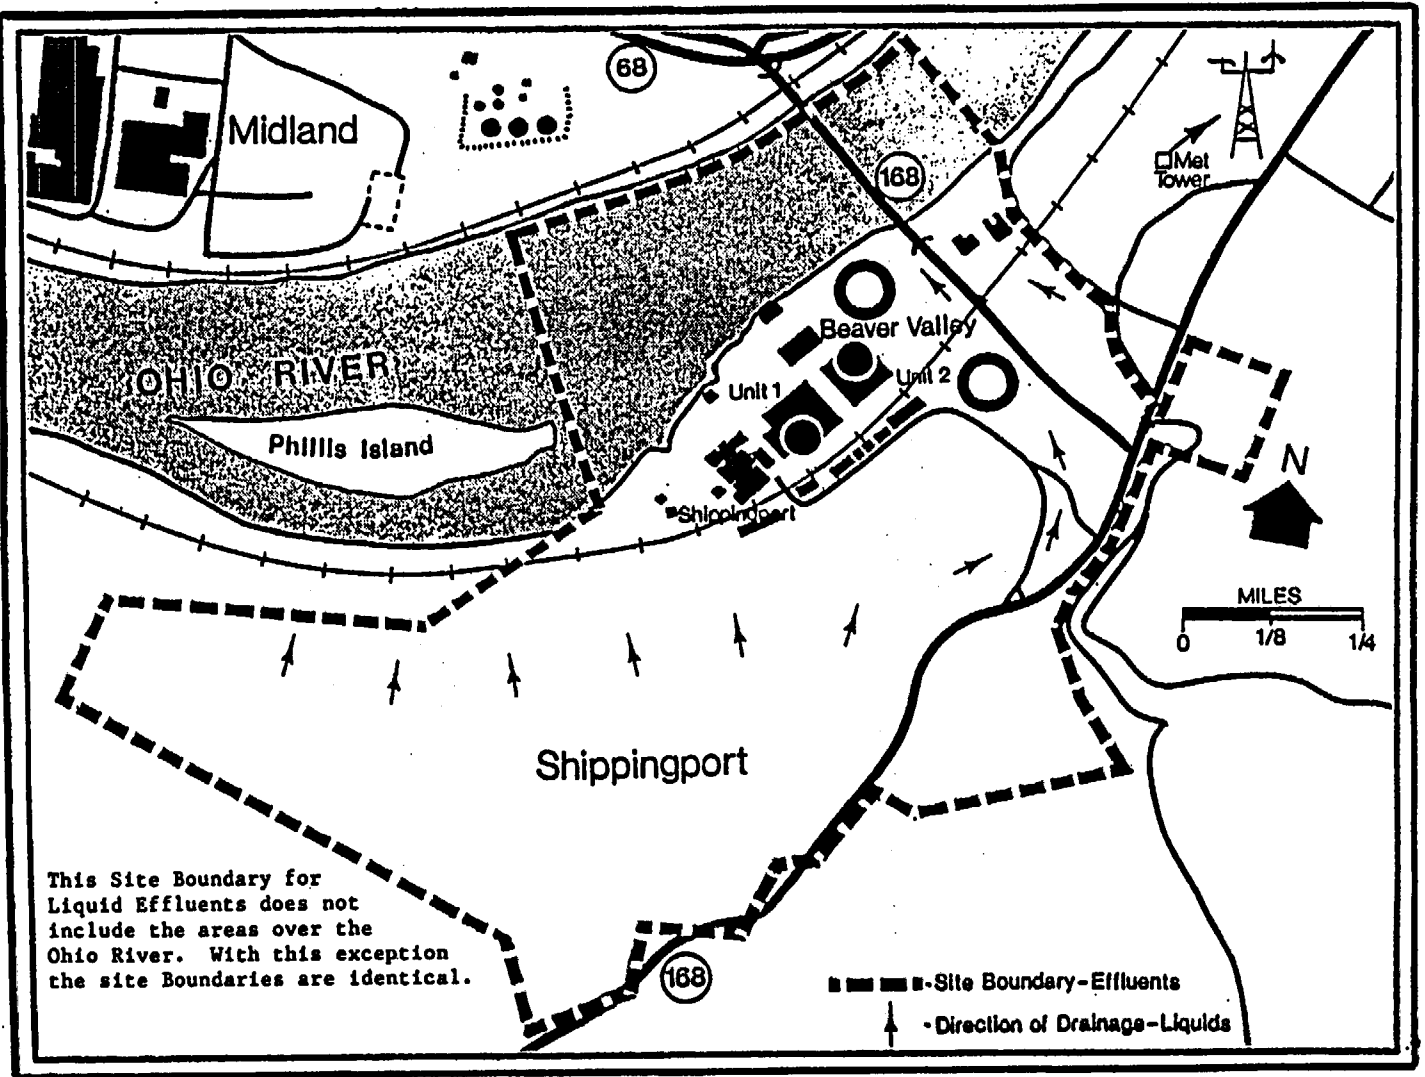 68
Midland
168
Met
Tower
OHIO RIVER
Beaver Valley
Unit 1
Unit 2
Phillis Island
N
Shippingport
MILES
0 1/8 1/4
Shippingport
This Site Boundary for
Liquid Effluents does not
include the areas over the
Ohio River. With this exception
the site Boundaries are identical.
168
-Site Boundary-Effluents
-Direction of Drainage-Liquids